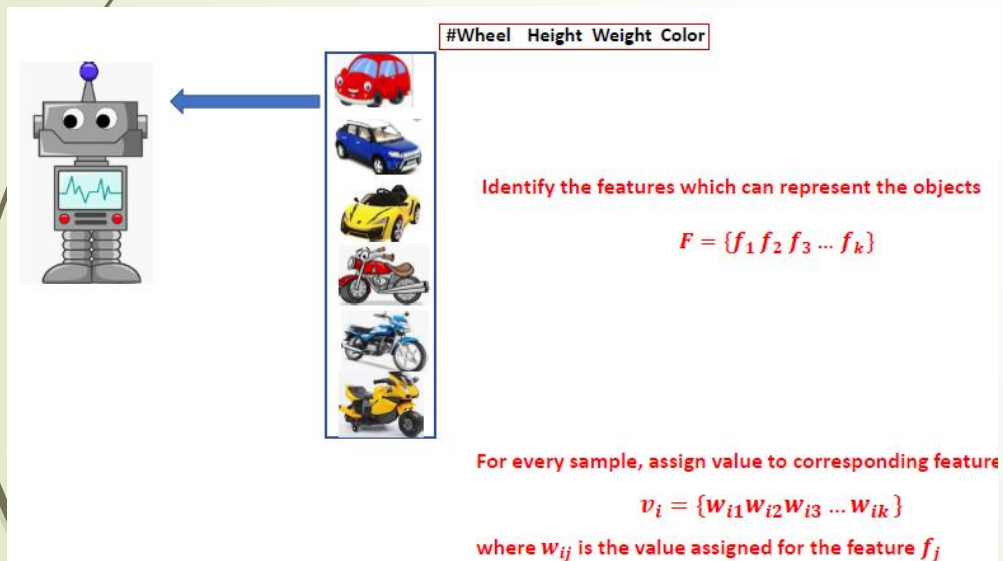 #Wheel Height Weight Color
Identify the features which can represent the objects
F = {f₁ f₂ f₃ … fₖ}
For every sample, assign value to corresponding feature
vᵢ = {wᵢ₁wᵢ₂wᵢ₃ … wᵢₖ}
where wᵢⱼ is the value assigned for the feature fⱼ